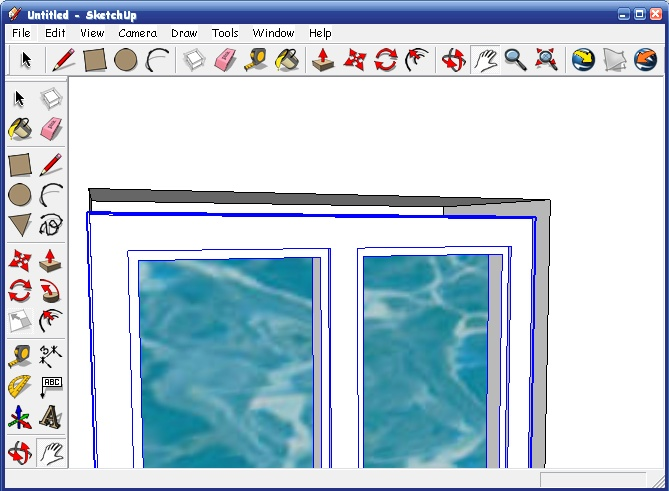 Untitled - SketchUp
File Edit View Camera Draw Tools Window Help
ABC
A